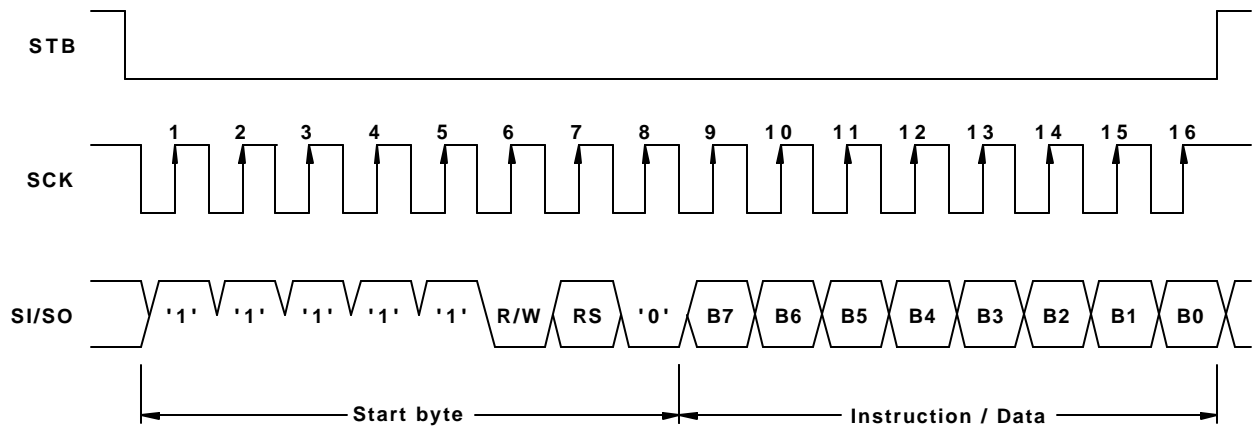 STB
1 2 3 4 5 6 7 8 9 10 11 12 13 14 15 16
SCK
SI/SO '1' '1' '1' '1' '1' R/W RS '0' B7 B6 B5 B4 B3 B2 B1 B0
Start byte Instruction / Data